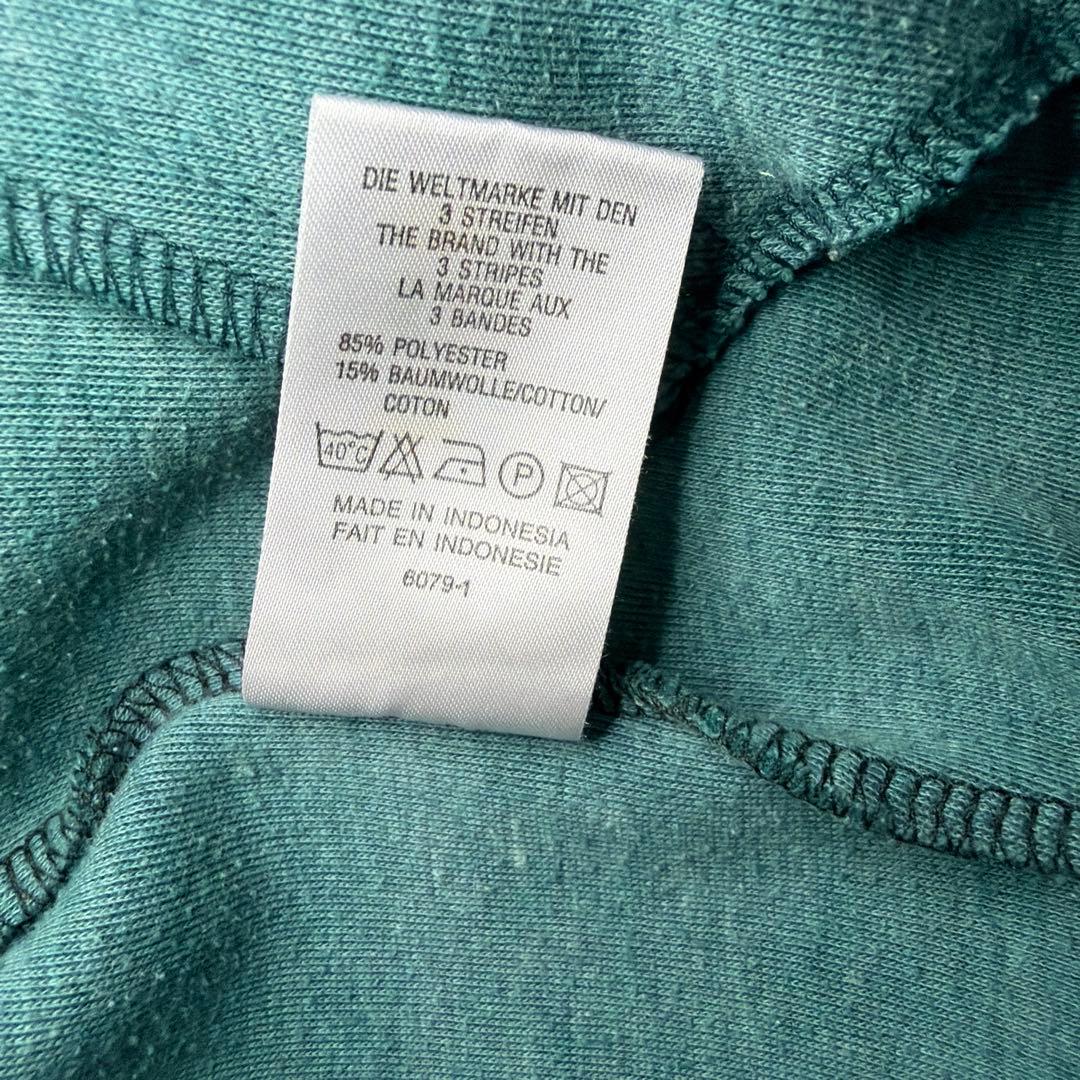 DIE WELTMARKE MIT DEN
3 STREIFEN
THE BRAND WITH THE
3 STRIPES
LA MARQUE AUX
3 BANDES
85% POLYESTER
15% BAUMWOLLE/COTTON/
COTON
40°C P
MADE IN INDONESIA
FAIT EN INDONESIE
6079-1